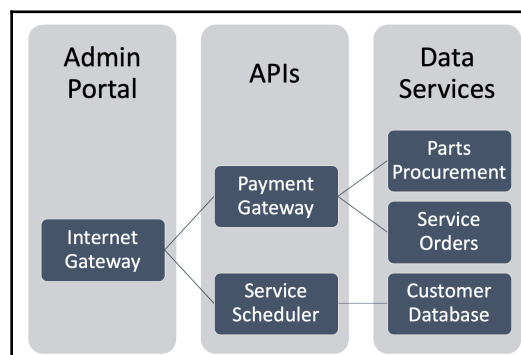 Admin
Portal
APIs
Data
Services
Internet
Gateway
Payment
Gateway
Service
Scheduler
Parts
Procurement
Service
Orders
Customer
Database